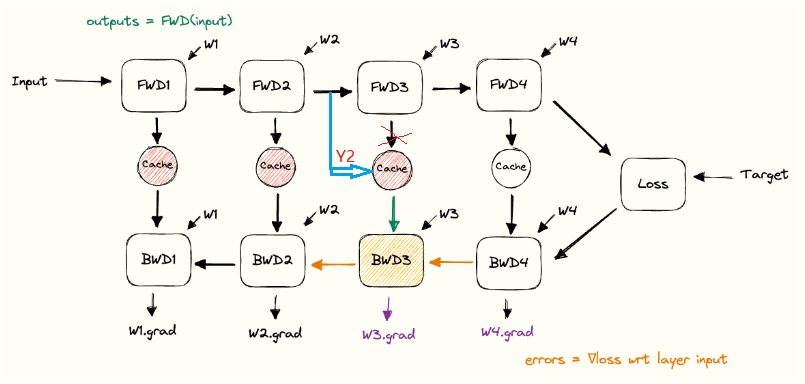 outputs = FWD(input)
W1
W2
W3
W4
Input
FWD1
FWD2
FWD3
FWD4
Y2
Cache
Cache
Cache
Cache
Loss
Target
W1
W2
W3
W4
BWD1
BWD2
BWD3
BWD4
W1.grad
W2.grad
W3.grad
W4.grad
errors = ∇loss wrt layer input